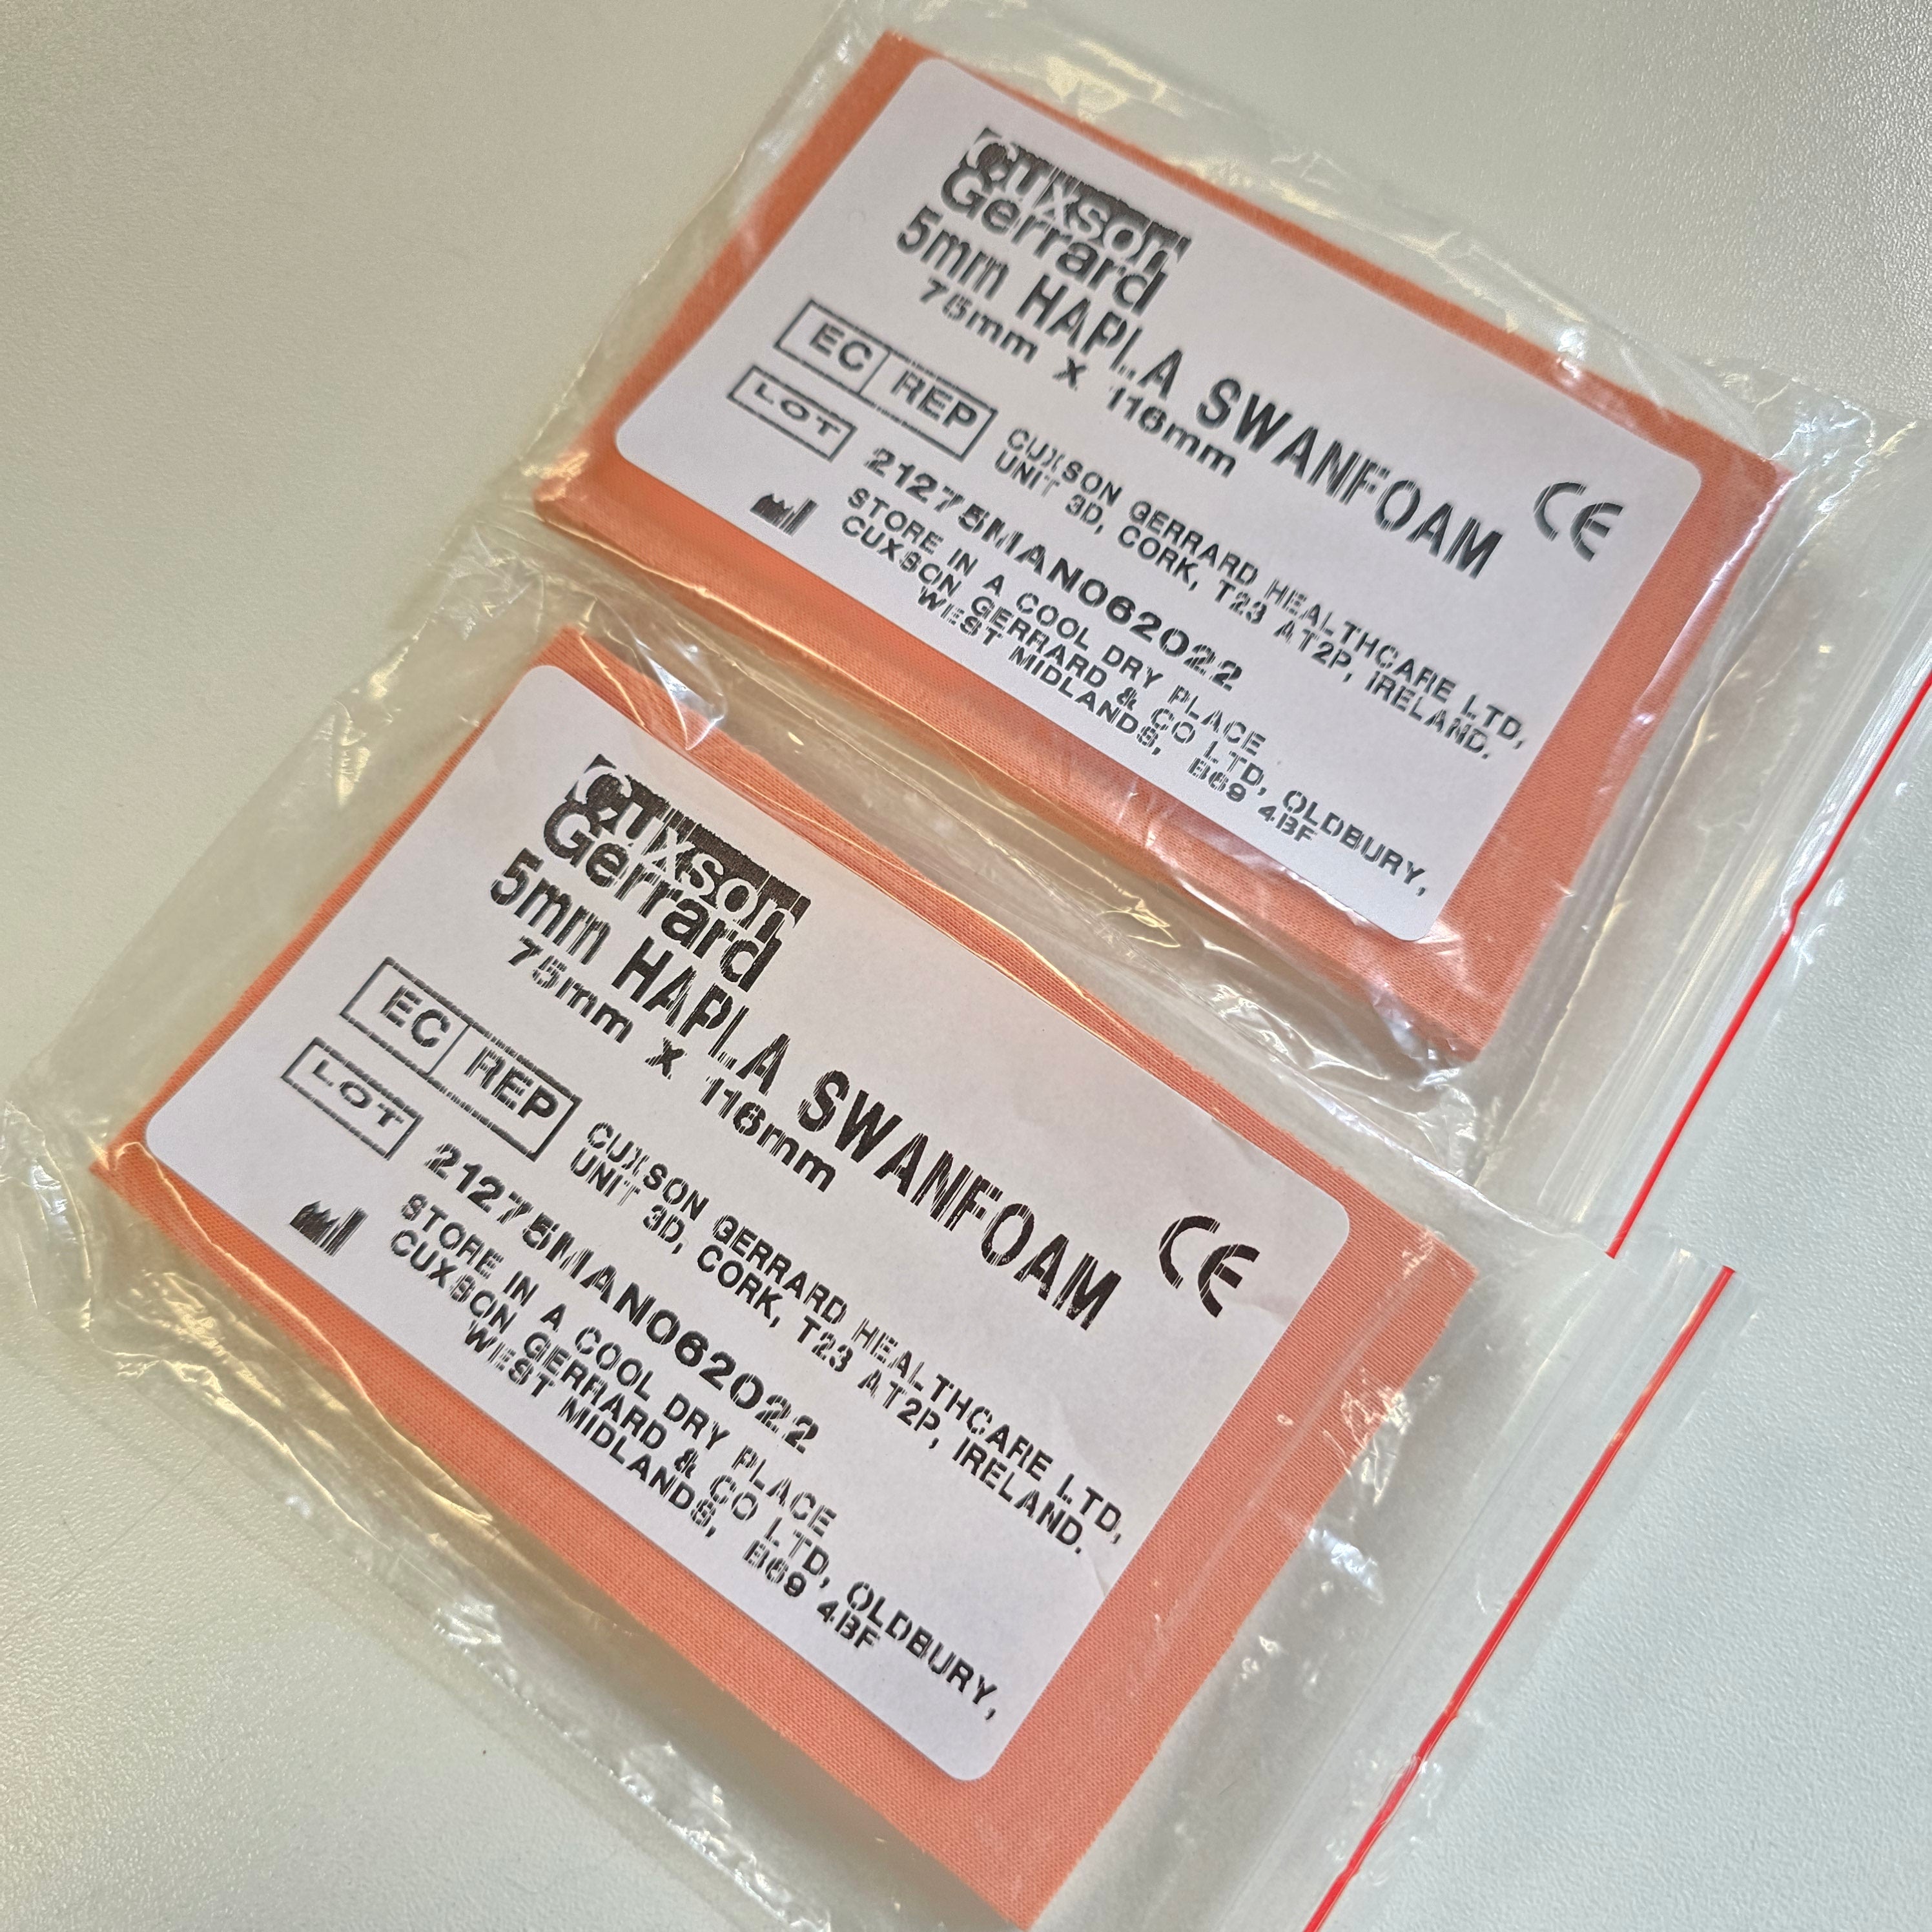 Cuxson
Gerrard
5mm HAPLA SWANFOAM CE
75mm x 116mm
EC REP CUXSON GERRARD HEALTHCARE LTD,
UNIT 3D, CORK, T23 AT2P, IRELAND.
LOT 21275MAN062022
STORE IN A COOL DRY PLACE
CUXSON GERRARD & CO LTD, OLDBURY,
WEST MIDLANDS, B69 4BF
Cuxson
Gerrard
5mm HAPLA SWANFOAM CE
75mm x 116mm
EC REP CUXSON GERRARD HEALTHCARE LTD,
UNIT 3D, CORK, T23 AT2P, IRELAND.
LOT 21275MAN062022
STORE IN A COOL DRY PLACE
CUXSON GERRARD & CO LTD, OLDBURY,
WEST MIDLANDS, B69 4BF